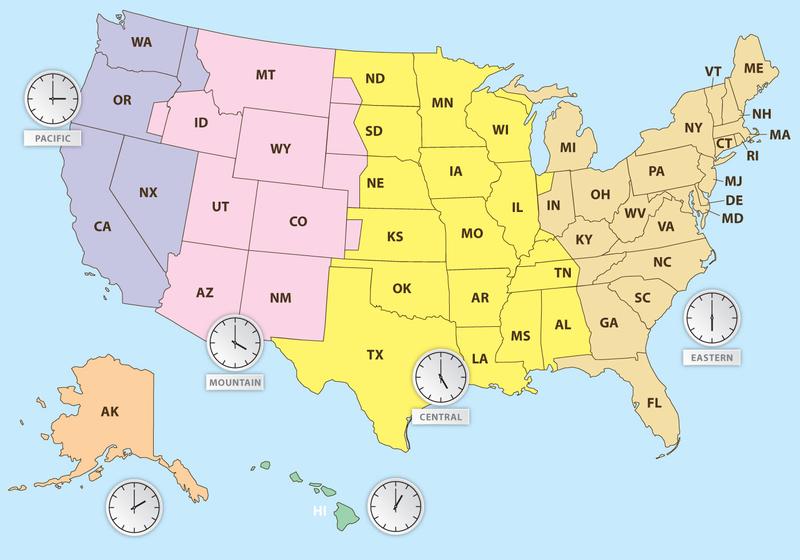 WA
MT
ND
MN
VT
ME
OR
ID
SD
WI
NH
NY
MA
MI
CT
RI
WY
IA
PA
NX
NE
OH
MJ
UT
CO
IL
IN
WV
DE
MD
CA
KS
MO
KY
VA
AZ
NM
OK
AR
TN
NC
SC
TX
MS
AL
GA
LA
FL
PACIFIC
MOUNTAIN
CENTRAL
EASTERN
AK
HI